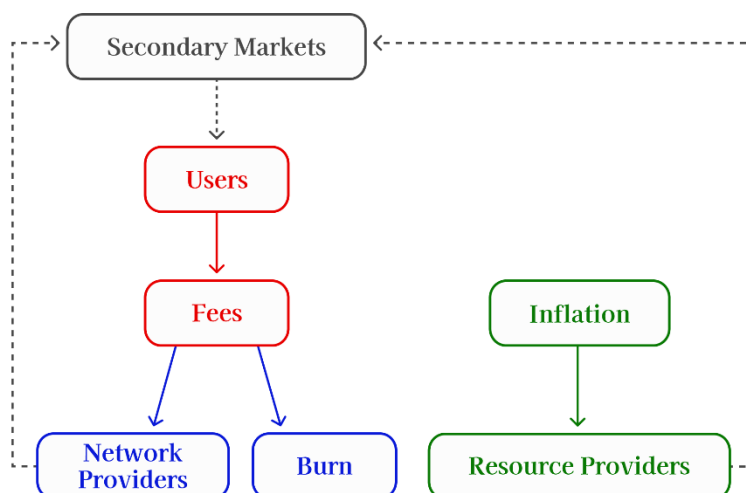 Secondary Markets
Users
Fees
Inflation
Network
Providers
Burn
Resource Providers